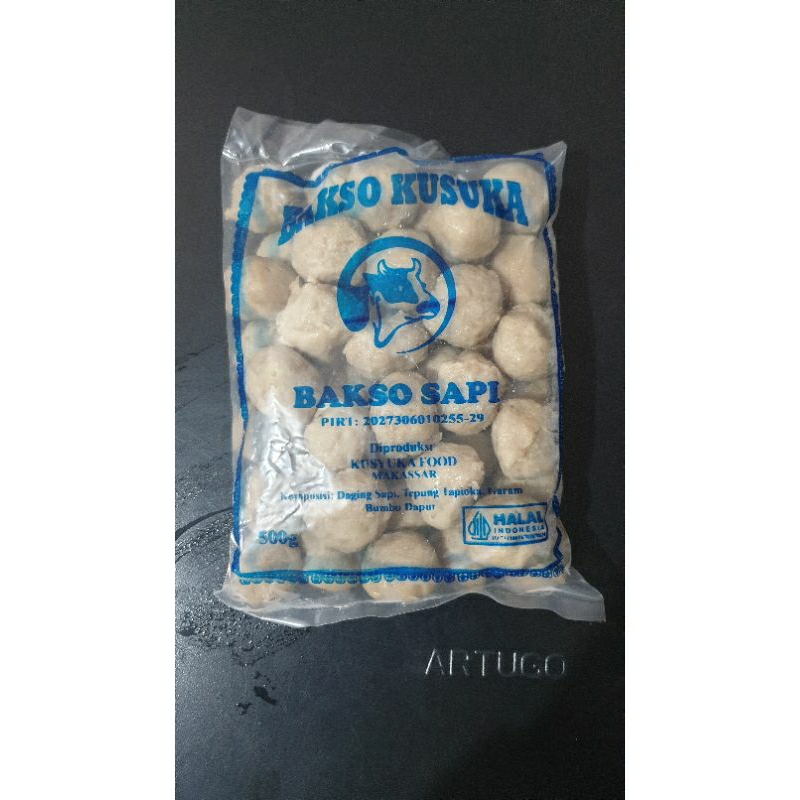 BAKSO KUSUKA
BAKSO SAPI
PIRT: 2027306010255-29
Diproduksi
KUSYUKA FOOD
MAKASSAR
Komposisi: Daging Sapi, Tepung Tapioka, Garam
Bumbu Dapur
500g
HALAL
INDONESIA
ARTUGO